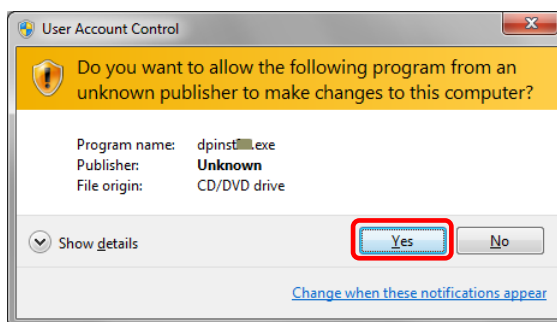 User Account Control
Do you want to allow the following program from an
unknown publisher to make changes to this computer?
Program name: 
Publisher: Unknown
File origin: CD/DVD drive
Show details
Yes No
Change when these notifications appear